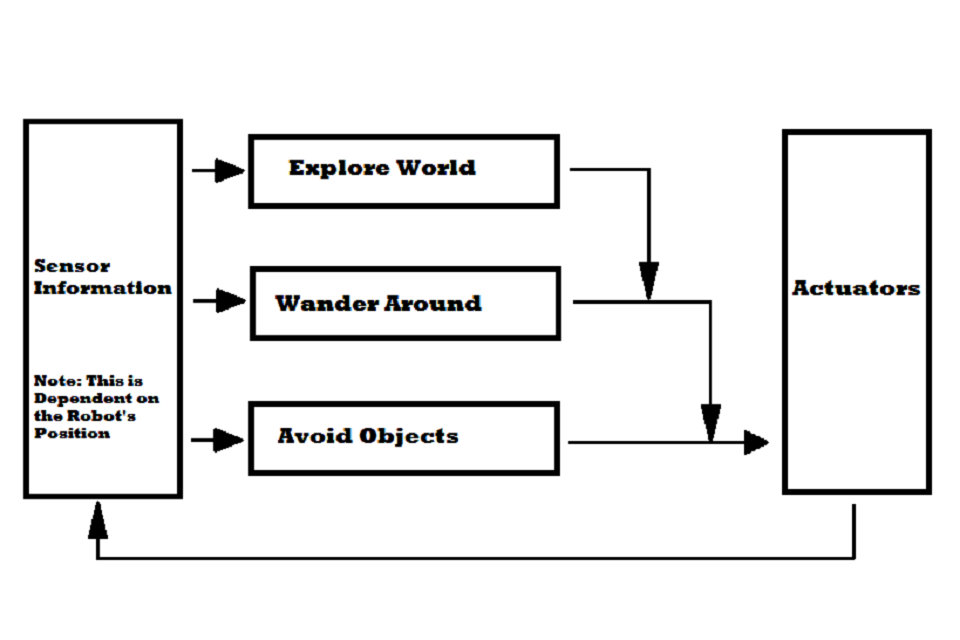 Explore World
Sensor
Information
Wander Around
Actuators
Note: This is
Dependent on
the Robot's
Position
Avoid Objects